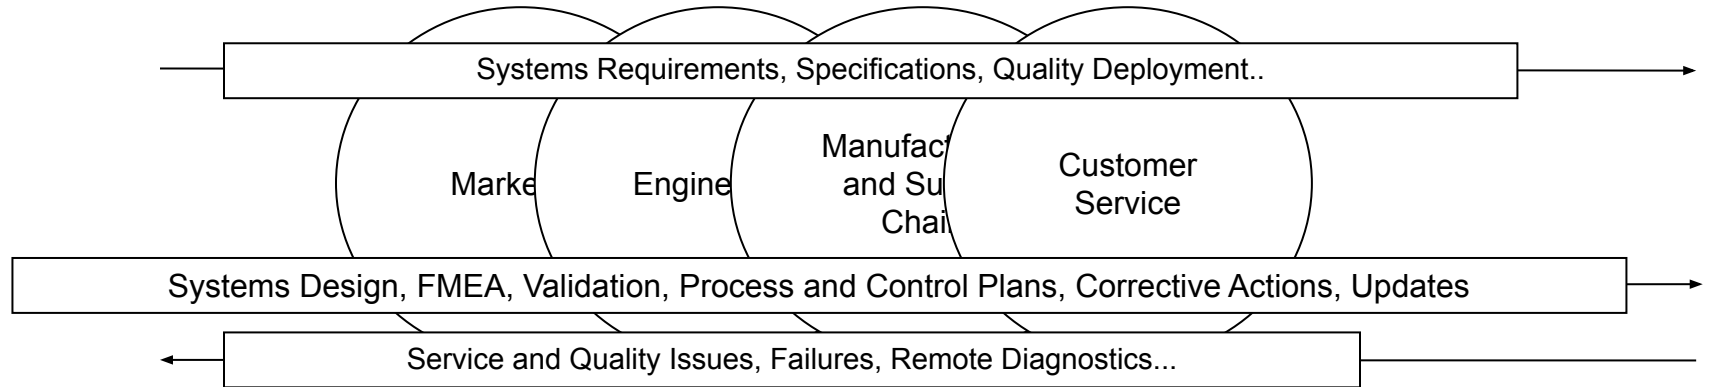 Systems Requirements, Specifications, Quality Deployment..
Marke
Engine
Manufac
and Su
Chai
Customer
Service
Systems Design, FMEA, Validation, Process and Control Plans, Corrective Actions, Updates
Service and Quality Issues, Failures, Remote Diagnostics...